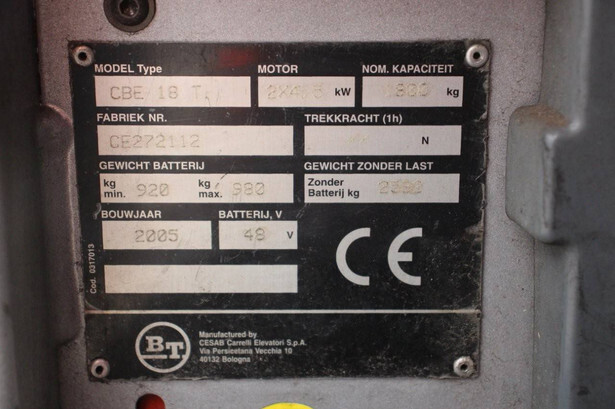 MODEL Type MOTOR NOM. KAPACITEIT
CBE 18 T. kW kg
FABRIEK NR. TREKKRACHT (1h)
CE272112 N
GEWICHT BATTERIJ GEWICHT ZONDER LAST
kg min. 920 kg max. 980 Zonder Batterij kg
BOUWJAAR BATTERIJ, V
2005 48 V
CE
Cod. 0317013
BT.
Manufactured by
CESAB Carrelli Elevatori S.p.A.
Via Persicetana Vecchia 10
40132 Bologna